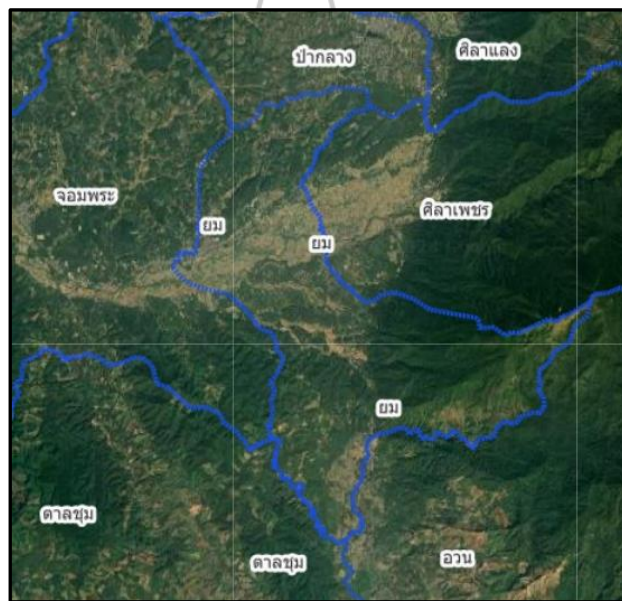 ป่ากลาง
ศิลาแลง
จอมพระ
ศิลาเพชร
ยม
ยม
ยม
ตาลชุม
ตาลชุม
อวน